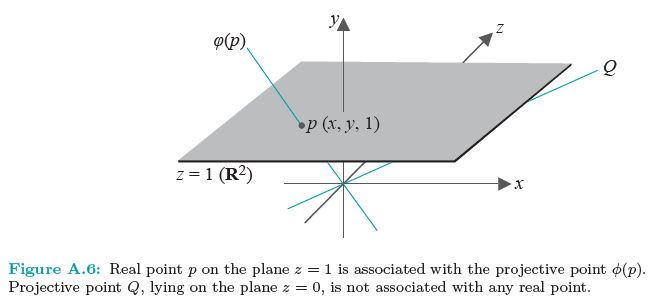 y
z
φ(p)
Q
p (x, y, 1)
z = 1 (R²)
x
Figure A.6: Real point p on the plane z = 1 is associated with the projective point ϕ(p).
Projective point Q, lying on the plane z = 0, is not associated with any real point.